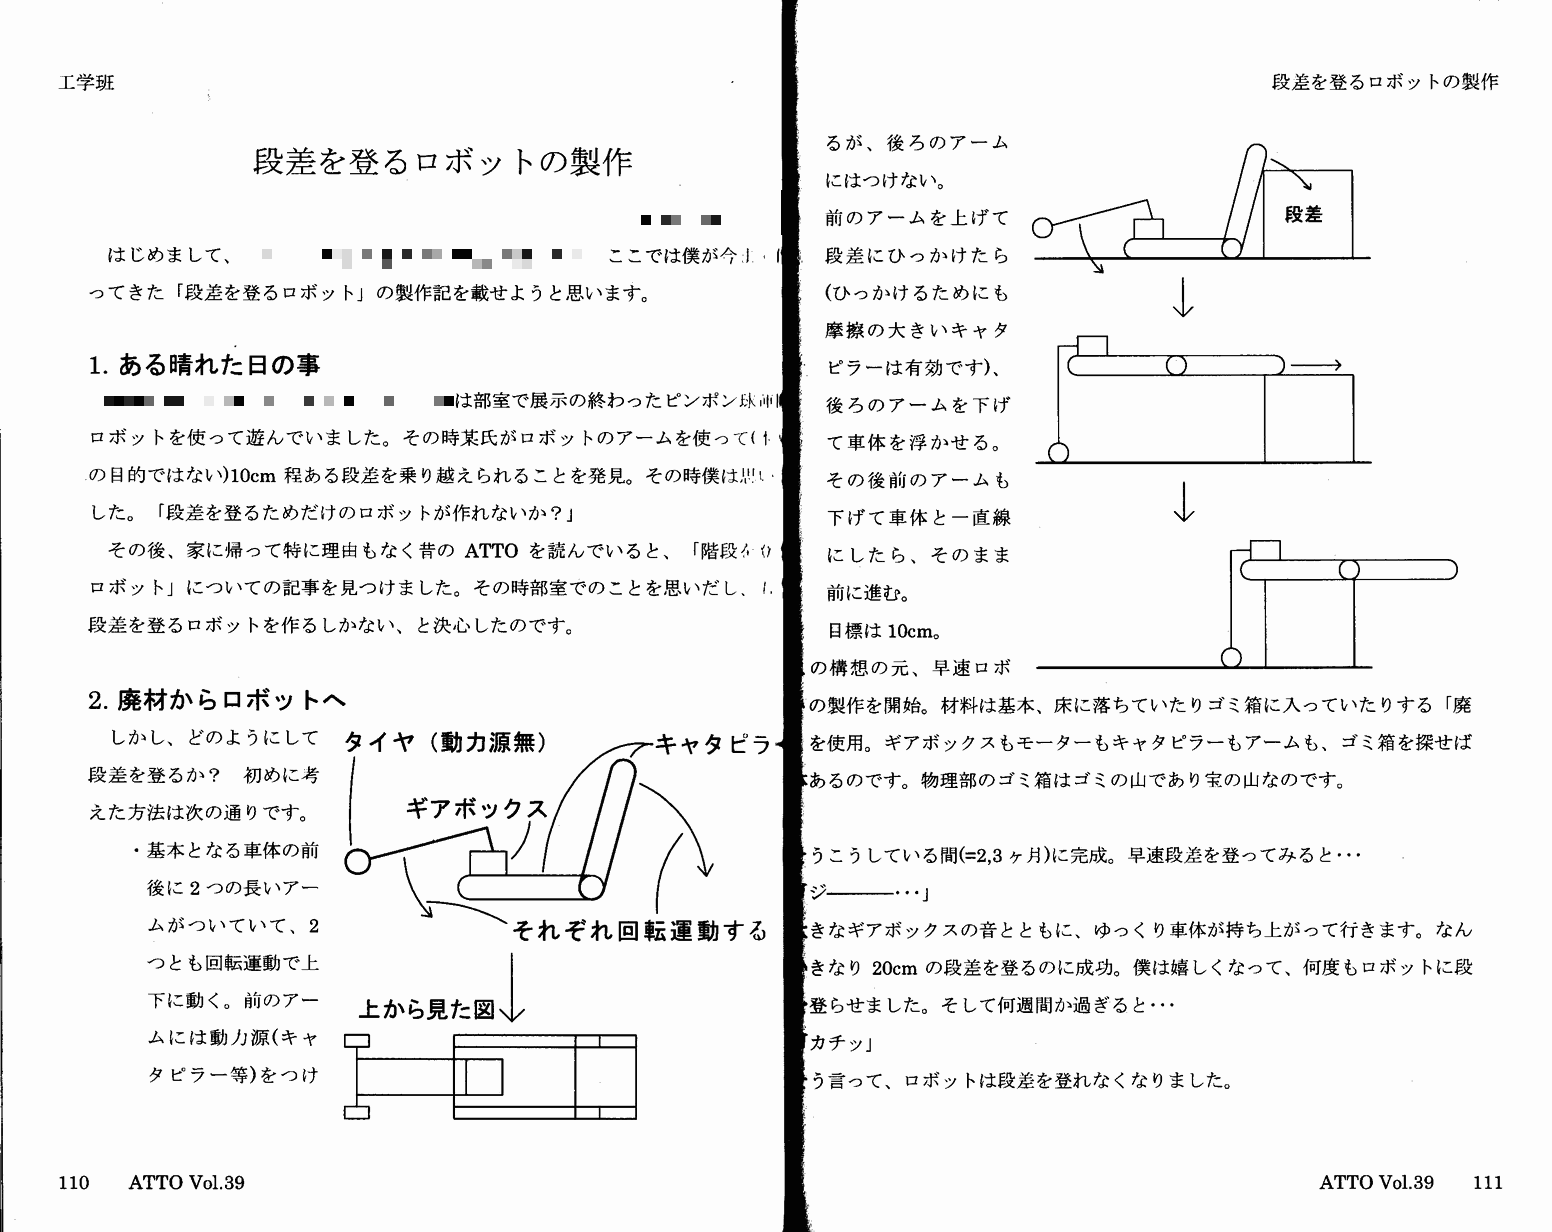 工学班
段差を登るロボットの製作
はじめまして、
ここでは僕が今
ってきた「段差を登るロボット」の製作記を載せようと思います。
1. ある晴れた日の事
は部室で展示の終わったピンポン球
ロボットを使って遊んでいました。その時某氏がロボットのアームを使って(
の目的ではない)10cm 程ある段差を乗り越えられることを発見。その時僕は思い
した。「段差を登るためだけのロボットが作れないか？」
その後、家に帰って特に理由もなく昔の ATTO を読んでいると、「階段を
ロボット」についての記事を見つけました。その時部室でのことを思いだし、
段差を登るロボットを作るしかない、と決心したのです。
2. 廃材からロボットへ
しかし、どのようにして
段差を登るか？ 初めに考
えた方法は次の通りです。
・基本となる車体の前
後に 2 つの長いアー
ムがついていて、2
つとも回転運動で上
下に動く。前のアー
ムには動力源(キャ
タピラー等)をつけ
タイヤ（動力源無）
キャタピラ
ギアボックス
それぞれ回転運動する
上から見た図
110 ATTO Vol.39
段差を登るロボットの製作
るが、後ろのアーム
にはつけない。
前のアームを上げて
段差にひっかけたら
(ひっかけるためにも
摩擦の大きいキャタ
ピラーは有効です)、
後ろのアームを下げ
て車体を浮かせる。
その後前のアームも
下げて車体と一直線
にしたら、そのまま
前に進む。
目標は 10cm。
の構想の元、早速ロボ
の製作を開始。材料は基本、床に落ちていたりゴミ箱に入っていたりする「廃
を使用。ギアボックスもモーターもキャタピラーもアームも、ゴミ箱を探せば
あるのです。物理部のゴミ箱はゴミの山であり宝の山なのです。
うこうしている間(=2,3 ヶ月)に完成。早速段差を登ってみると･･･
ジ――――･･･」
きなギアボックスの音とともに、ゆっくり車体が持ち上がって行きます。なん
きなり 20cm の段差を登るのに成功。僕は嬉しくなって、何度もロボットに段
登らせました。そして何週間か過ぎると･･･
「カチッ」
う言って、ロボットは段差を登れなくなりました。
段差
ATTO Vol.39 111